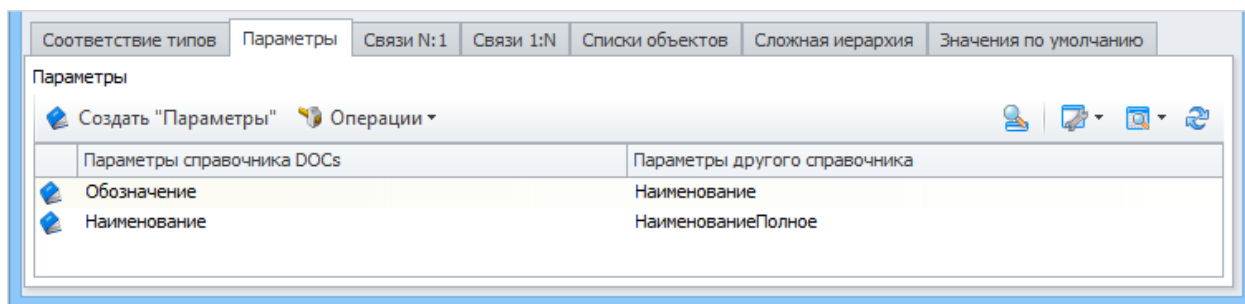 Соответствие типов Параметры Связи N:1 Связи 1:N Списки объектов Сложная иерархия Значения по умолчанию
Параметры
Создать "Параметры" Операции
Параметры справочника DOCs Параметры другого справочника
Обозначение Наименование
Наименование НаименованиеПолное